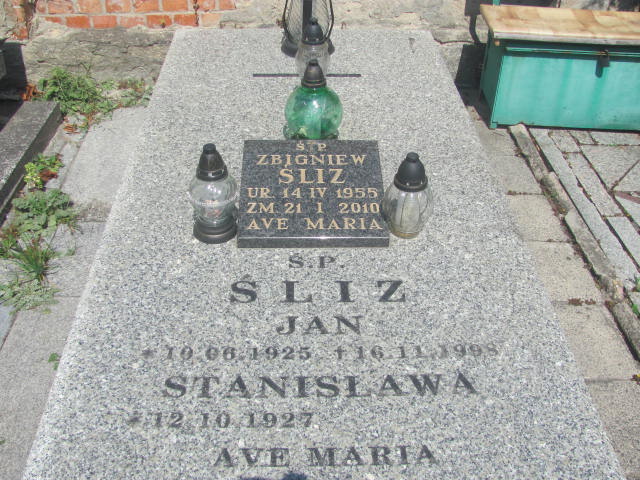 Ś P
ZBIGNIEW
ŚLIZ
UR. 14 IV 1955
ZM. 21 I 2010
AVE MARIA
Ś.P.
ŚLIZ
JAN
* 10.06.1925 † 16.11.1998
STANISŁAWA
* 12.10.1927
AVE MARIA